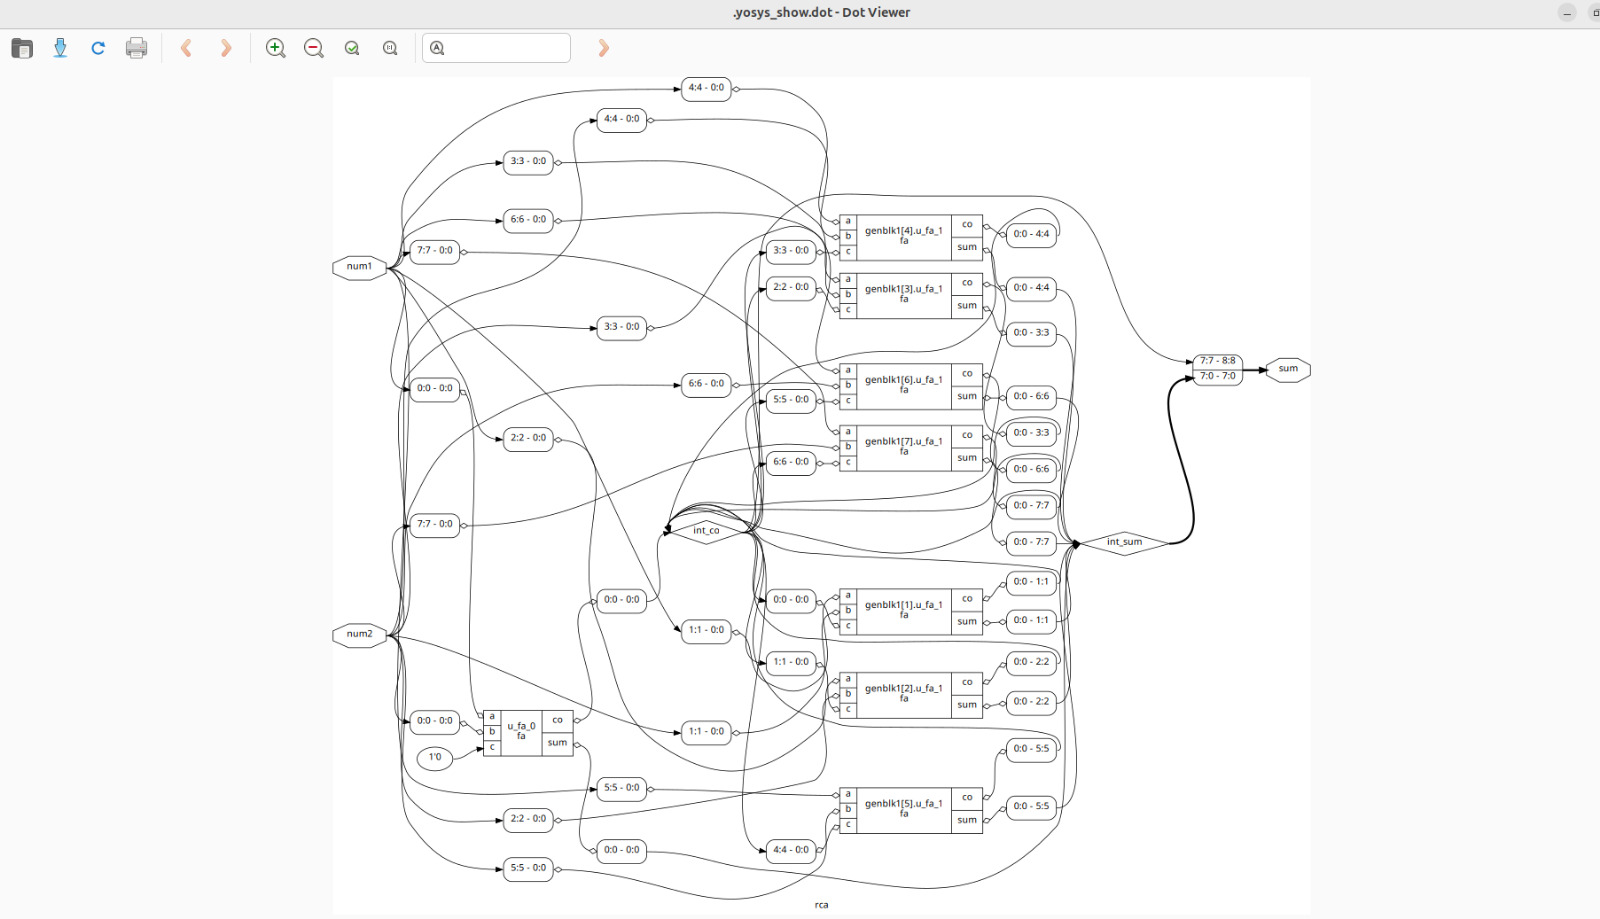 .yosys_show.dot - Dot Viewer
4:4 - 0:0
4:4 - 0:0
3:3 - 0:0
6:6 - 0:0
7:7 - 0:0
num1
3:3 - 0:0
0:0 - 0:0
6:6 - 0:0
2:2 - 0:0
7:7 - 0:0
int_co
0:0 - 0:0
num2
1:1 - 0:0
0:0 - 0:0
1'0
a
b
c
u_fa_0
fa
co
sum
1:1 - 0:0
5:5 - 0:0
2:2 - 0:0
0:0 - 0:0
5:5 - 0:0
3:3 - 0:0
2:2 - 0:0
5:5 - 0:0
6:6 - 0:0
0:0 - 0:0
1:1 - 0:0
4:4 - 0:0
a
b
c
genblk1[4].u_fa_1
fa
co
sum
a
b
c
genblk1[3].u_fa_1
fa
co
sum
a
b
c
genblk1[6].u_fa_1
fa
co
sum
a
b
c
genblk1[7].u_fa_1
fa
co
sum
a
b
c
genblk1[1].u_fa_1
fa
co
sum
a
b
c
genblk1[2].u_fa_1
fa
co
sum
a
b
c
genblk1[5].u_fa_1
fa
co
sum
0:0 - 4:4
0:0 - 4:4
0:0 - 3:3
0:0 - 6:6
0:0 - 3:3
0:0 - 6:6
0:0 - 7:7
0:0 - 7:7
0:0 - 1:1
0:0 - 1:1
0:0 - 2:2
0:0 - 2:2
0:0 - 5:5
0:0 - 5:5
int_sum
7:7 - 8:8
7:0 - 7:0
sum
rca